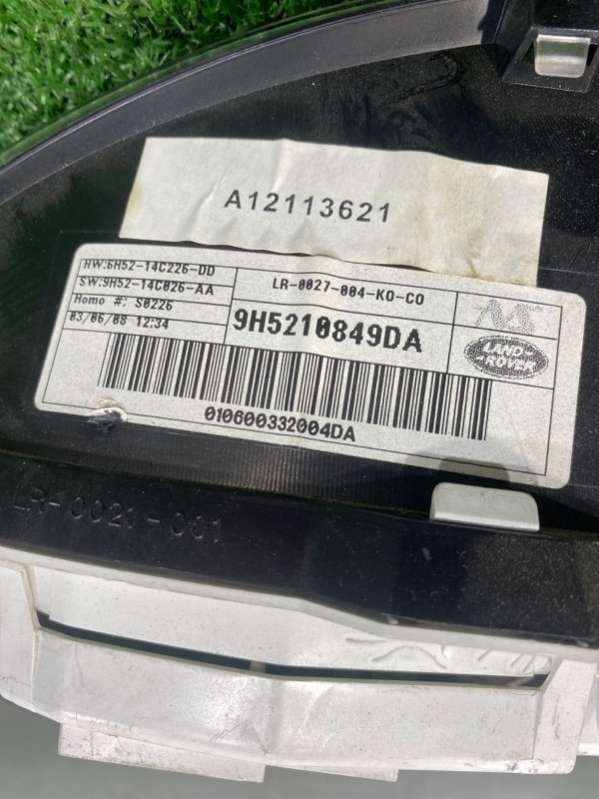 A12113621
HW:6H52-14C226-DD
SW:9H52-14C026-AA
Homo #: S0226
03/06/08 12:34
LR-0027-004-KO-CO
9H5210849DA
LAND
ROVER
010600332004DA
LR-0021-001